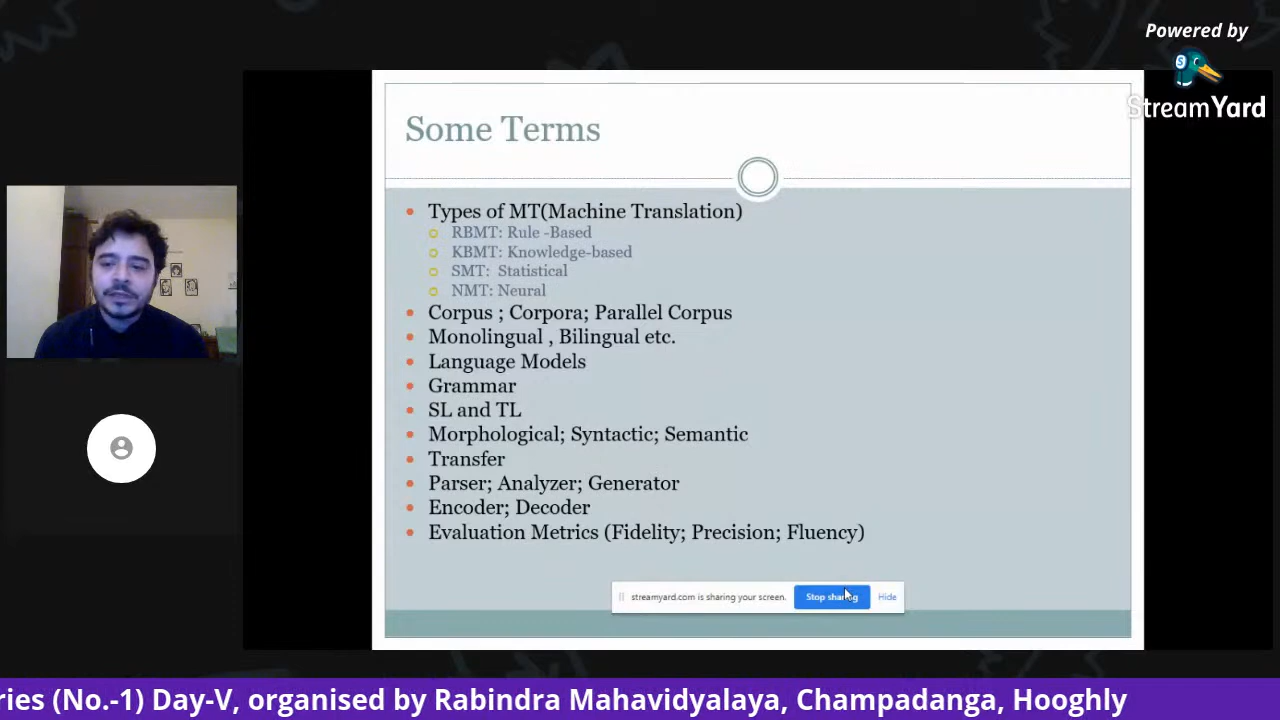 Powered by
StreamYard
Some Terms
Types of MT(Machine Translation)
RBMT: Rule -Based
KBMT: Knowledge-based
SMT: Statistical
NMT: Neural
Corpus ; Corpora; Parallel Corpus
Monolingual , Bilingual etc.
Language Models
Grammar
SL and TL
Morphological; Syntactic; Semantic
Transfer
Parser; Analyzer; Generator
Encoder; Decoder
Evaluation Metrics (Fidelity; Precision; Fluency)
streamyard.com is sharing your screen. Stop sharing Hide
ries (No.-1) Day-V, organised by Rabindra Mahavidyalaya, Champadanga, Hooghly